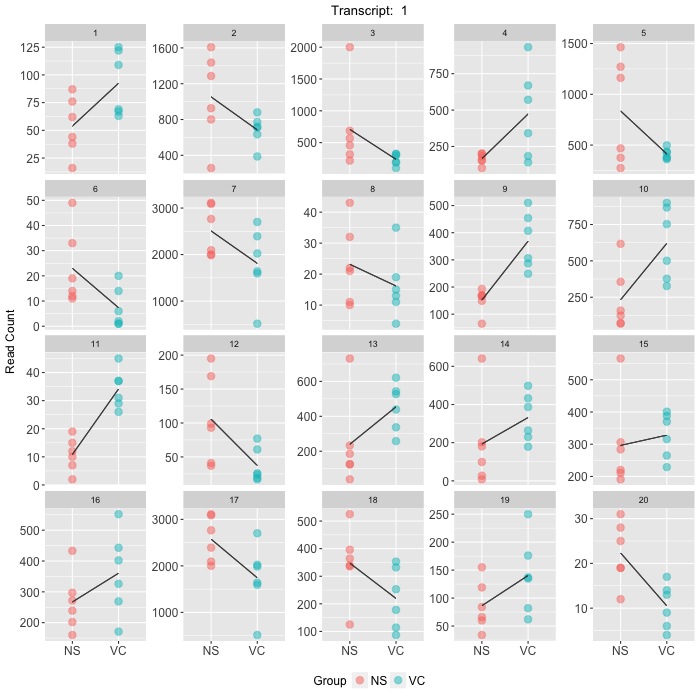 Transcript: 1
1 2 3 4 5
125 100 75 50 25
1600 1200 800 400
2000 1500 1000 500
750 500 250
1500 1000 500
6 7 8 9 10
50 40 30 20 10 0
3000 2000 1000
40 30 20 10
500 400 300 200 100
750 500 250
Read Count
11 12 13 14 15
40 30 20 10 0
200 150 100 50
600 400 200
600 400 200 0
500 400 300 200
16 17 18 19 20
500 400 300 200
3000 2000 1000
500 400 300 200 100
250 200 150 100 50
30 20 10
NS VC NS VC NS VC NS VC NS VC
Group NS VC